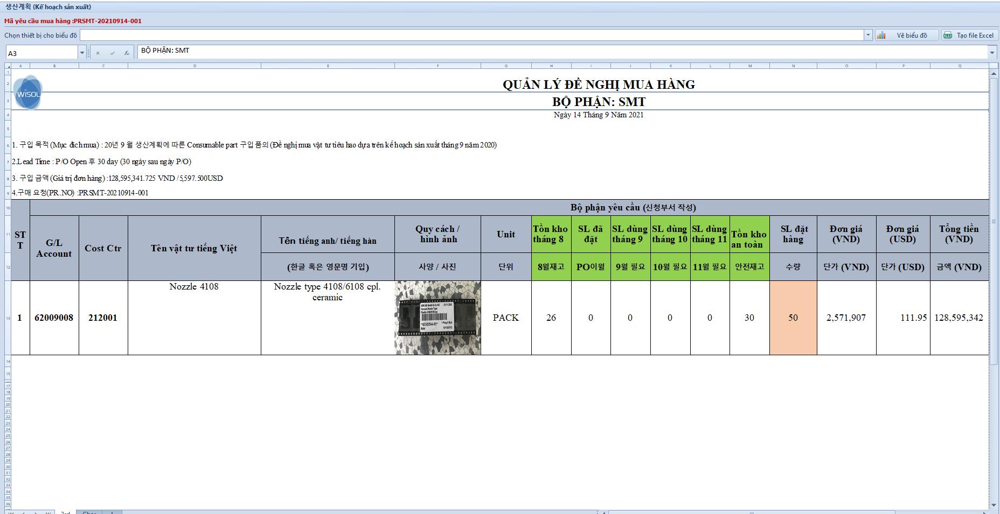 생산계획 (Kế hoạch sản xuất)
Mã yêu cầu mua hàng :PRSMT-20210914-001
Chọn thiết bị cho biểu đồ
Vẽ biểu đồ
Tạo file Excel
A3
BỘ PHẬN: SMT
A B C D E F G H I J K L M N O P Q
WiSOL
QUẢN LÝ ĐỀ NGHỊ MUA HÀNG
BỘ PHẬN: SMT
Ngày 14 Tháng 9 Năm 2021
1. 구입 목적 (Mục đích mua) : 20년 9 월 생산계획에 따른 Consumable part 구입 품의 (Đề nghị mua vật tư tiêu hao dựa trên kế hoạch sản xuất tháng 9 năm 2020)
2.Lead Time : P/O Open 후 30 day (30 ngày sau ngày P/O)
3. 구입 금액 (Giá trị đơn hàng) :128,595,341.725 VND /5,597.500USD
4.구매 요청(PR.NO) :PRSMT-20210914-001
Bộ phận yêu cầu (신청부서 작성)
STT
G/L Account
Cost Ctr
Tên vật tư tiếng Việt
Tên tiếng anh/ tiếng hàn
Quy cách / hình ảnh
Unit
Tồn kho tháng 8
SL đã đặt
SL dùng tháng 9
SL dùng tháng 10
SL dùng tháng 11
Tồn kho an toàn
SL đặt hàng
Đơn giá (VND)
Đơn giá (USD)
Tổng tiền (VND)
(한글 혹은 영문명 기입)
사양 / 사진
단위
8월재고
PO이월
9월 필요
10월 필요
11월 필요
안전재고
수량
단가 (VND)
단가 (USD)
금액 (VND)
1
62009008
212001
Nozzle 4108
Nozzle type 4108/6108 cpl.
ceramic
PACK
26
0
0
0
0
30
50
2,571,907
111.95
128,595,342